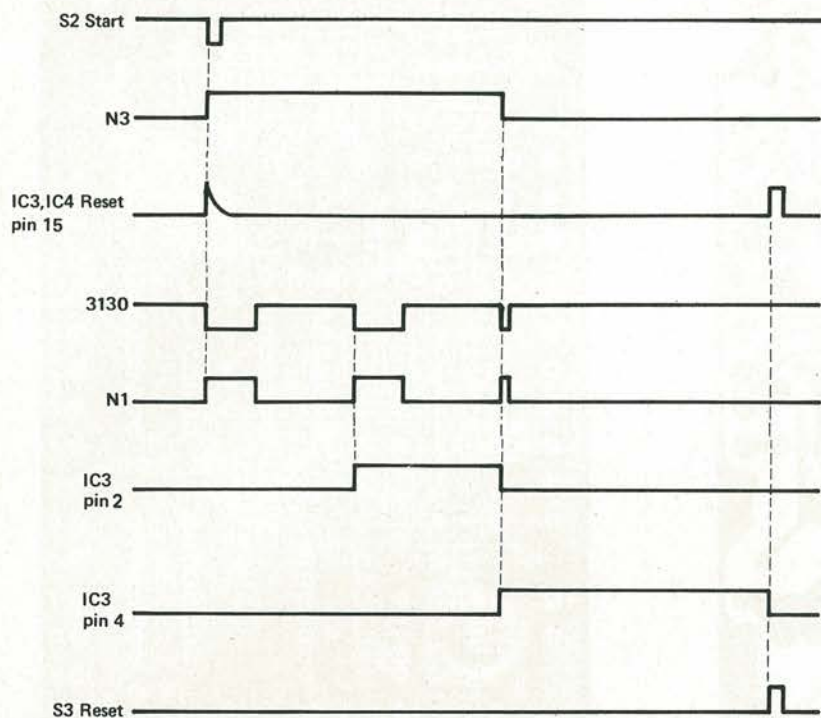 S2 Start
N3
IC3,IC4 Reset
pin 15
3130
N1
IC3
pin 2
IC3
pin 4
S3 Reset